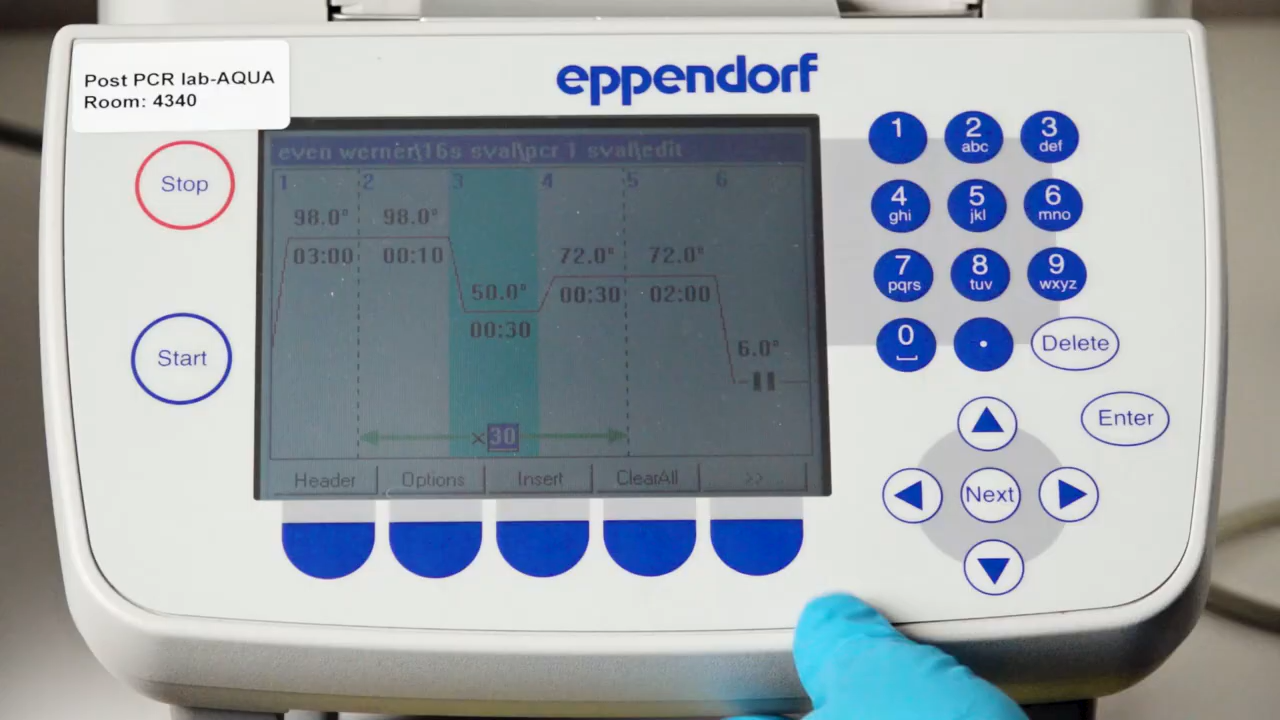 Post PCR lab-AQUA
Room: 4340
eppendorf
Stop
Start
even werner\16s sval\pcr 1 sval\edit
1 2 3 4 5 6
98.0° 98.0°
03:00 00:10
72.0° 72.0°
50.0°
00:30 02:00
00:30
6.0°
×30
Header Options Insert ClearAll >>
1 2 abc 3 def
4 ghi 5 jkl 6 mno
7 pqrs 8 tuv 9 wxyz
0 . Delete
Enter
Next